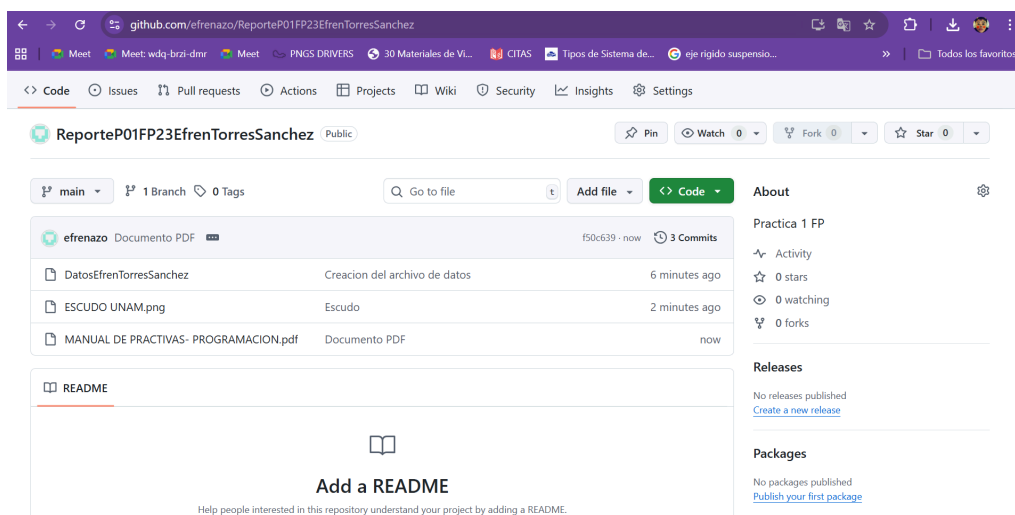 github.com/efrenazo/ReporteP01FP23EfrenTorresSanchez
Meet Meet: wdq-brzi-dmr Meet PNGS DRIVERS 30 Materiales de Vi... CITAS Tipos de Sistema de... eje rigido suspensio... » Todos los favoritos
Code Issues Pull requests Actions Projects Wiki Security Insights Settings
ReporteP01FP23EfrenTorresSanchez Public Pin Watch 0 Fork 0 Star 0
main 1 Branch 0 Tags Go to file t Add file Code
efrenazo Documento PDF f50c639 · now 3 Commits
DatosEfrenTorresSanchez Creacion del archivo de datos 6 minutes ago
ESCUDO UNAM.png Escudo 2 minutes ago
MANUAL DE PRACTIVAS- PROGRAMACION.pdf Documento PDF now
README
Add a README
Help people interested in this repository understand your project by adding a README.
About
Practica 1 FP
Activity
0 stars
0 watching
0 forks
Releases
No releases published
Create a new release
Packages
No packages published
Publish your first package